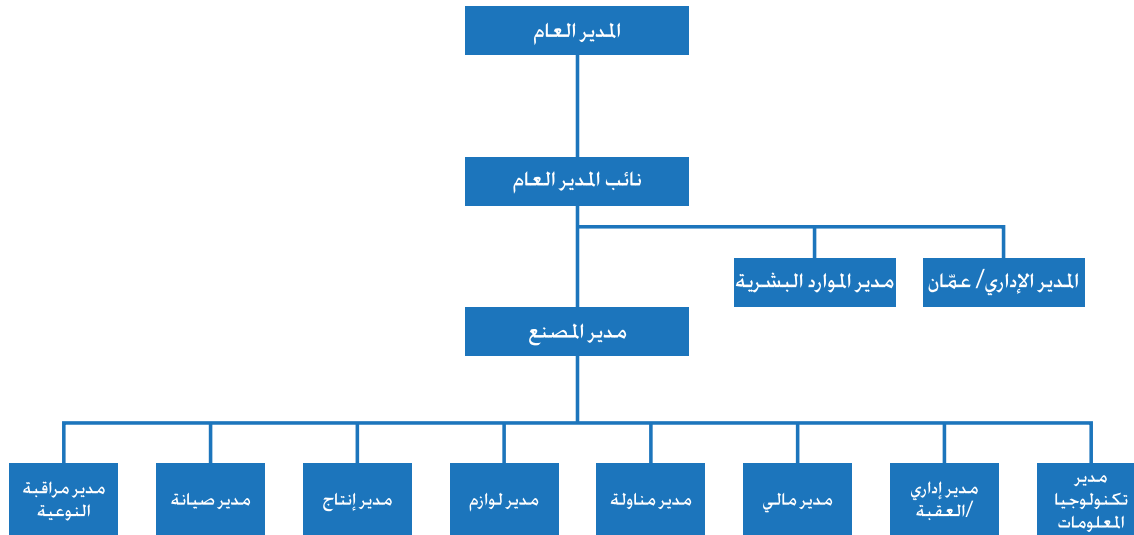 المدير العام
نائب المدير العام
المدير الإداري/ عمّان
مدير الموارد البشرية
مدير المصنع
مدير
تكنولوجيا
المعلومات
مدير إداري
/العقبة
مدير مالي
مدير مناولة
مدير لوازم
مدير إنتاج
مدير صيانة
مدير مراقبة
النوعية